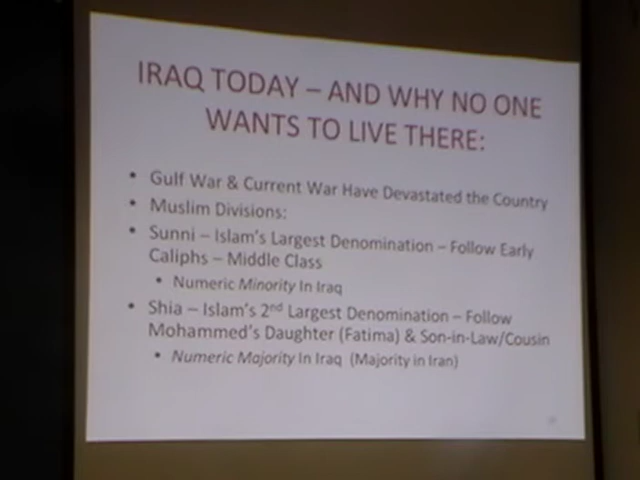 IRAQ TODAY – AND WHY NO ONE
WANTS TO LIVE THERE:
• Gulf War & Current War Have Devastated the Country
• Muslim Divisions:
• Sunni – Islam's Largest Denomination – Follow Early
Caliphs – Middle Class
• Numeric Minority In Iraq
• Shia – Islam's 2nd Largest Denomination – Follow
Mohammed's Daughter (Fatima) & Son-in-Law/Cousin
• Numeric Majority In Iraq (Majority in Iran)